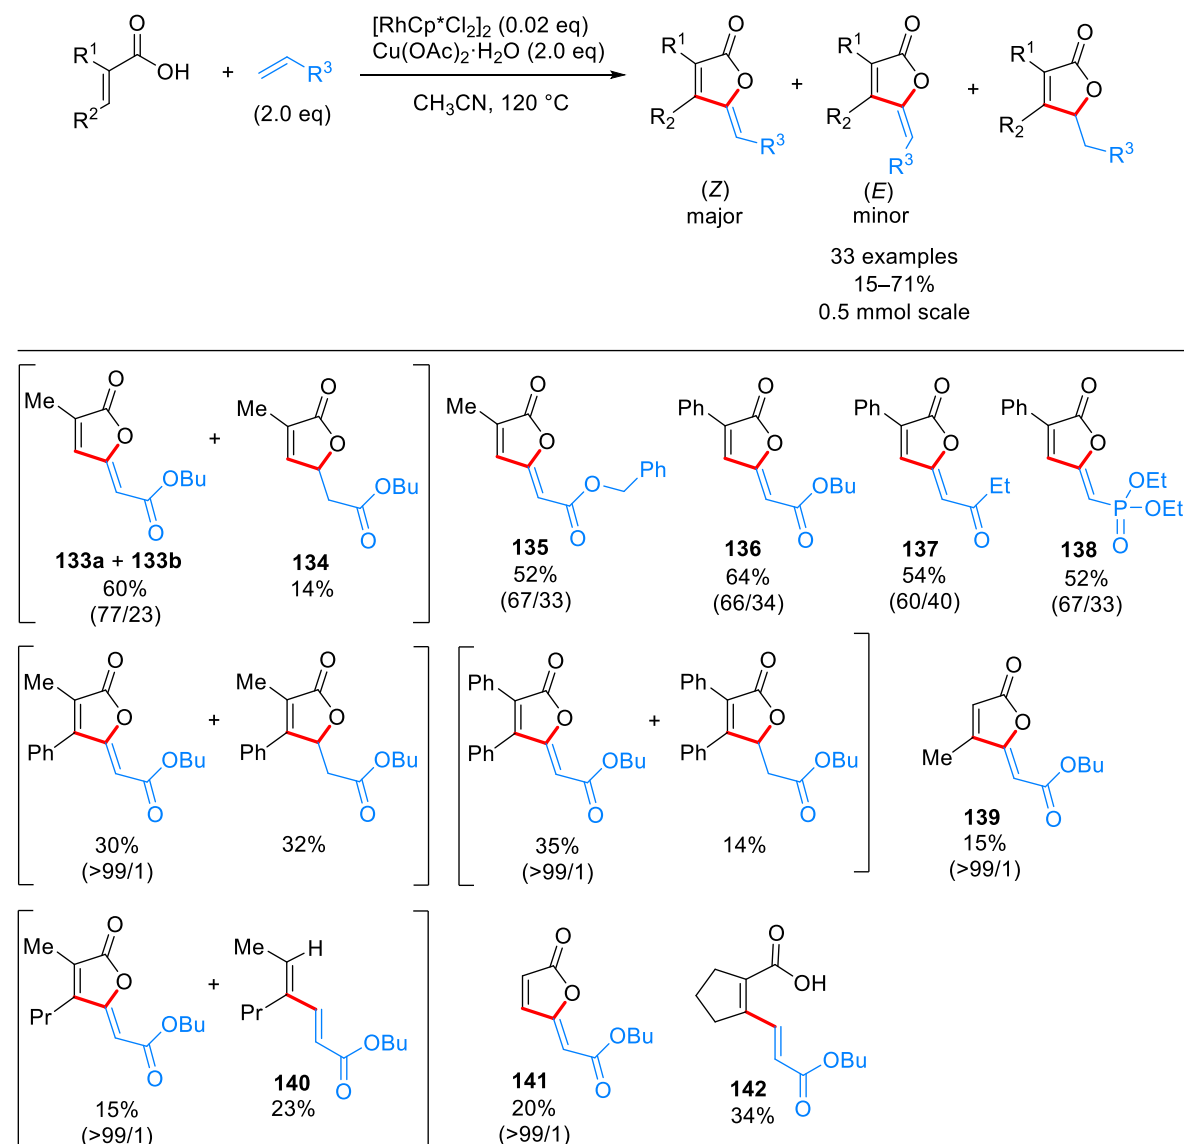 O
R¹
OH
R²
+
R³
(2.0 eq)
[RhCp*Cl₂]₂ (0.02 eq)
Cu(OAc)₂·H₂O (2.0 eq)
CH₃CN, 120 °C
O
R¹
O
R₂
R³
(Z)
major
+
O
R¹
O
R₂
R³
(E)
minor
+
O
R¹
O
R₂
R³
33 examples
15–71%
0.5 mmol scale
O
Me
O
OBu
O
133a + 133b
60%
(77/23)
+
O
Me
O
OBu
O
134
14%
O
Me
O
O
Ph
O
135
52%
(67/33)
O
Ph
O
OBu
O
136
64%
(66/34)
O
Ph
O
Et
O
137
54%
(60/40)
O
Ph
O
OEt
P
OEt
O
138
52%
(67/33)
O
Me
O
Ph
OBu
O
30%
(>99/1)
+
O
Me
O
Ph
OBu
O
32%
O
Ph
O
Ph
OBu
O
35%
(>99/1)
+
O
Ph
O
Ph
OBu
O
14%
O
O
Me
OBu
O
139
15%
(>99/1)
O
Me
O
Pr
OBu
O
15%
(>99/1)
+
Me
H
Pr
OBu
O
140
23%
O
O
OBu
O
141
20%
(>99/1)
O
OH
OBu
O
142
34%